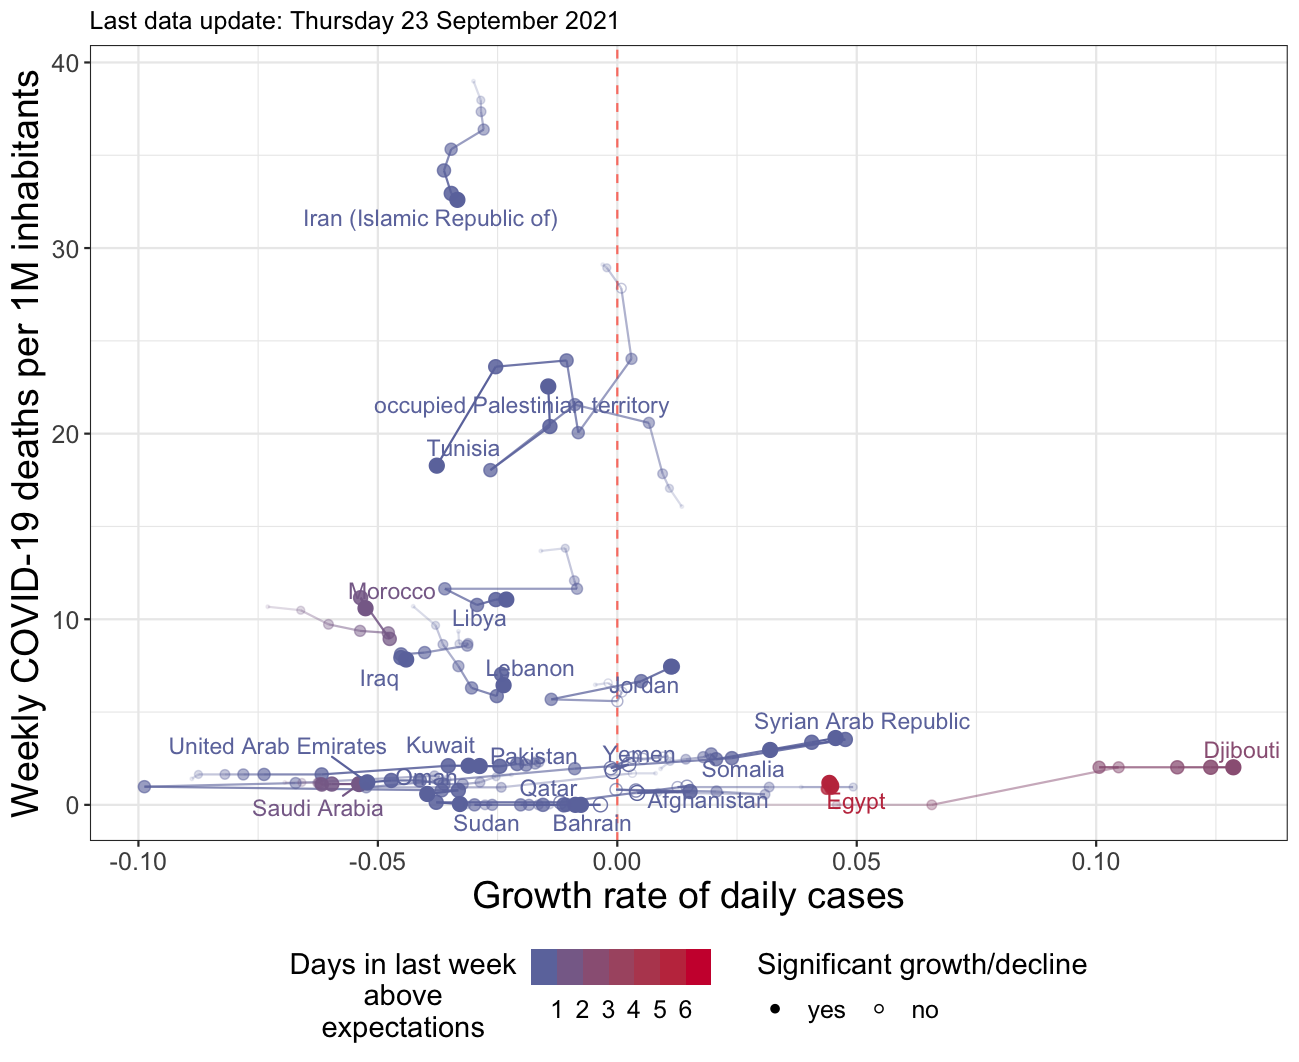 Last data update: Thursday 23 September 2021
Weekly COVID-19 deaths per 1M inhabitants
40
30
20
10
0
Iran (Islamic Republic of)
occupied Palestinian territory
Tunisia
Morocco
Libya
Iraq
Lebanon
Jordan
Syrian Arab Republic
United Arab Emirates
Kuwait
Pakistan
Yemen
Djibouti
Somalia
Oman
Qatar
Saudi Arabia
Afghanistan
Egypt
Sudan
Bahrain
-0.10
-0.05
0.00
0.05
0.10
Growth rate of daily cases
Days in last week
above
expectations
1 2 3 4 5 6
Significant growth/decline
yes
no